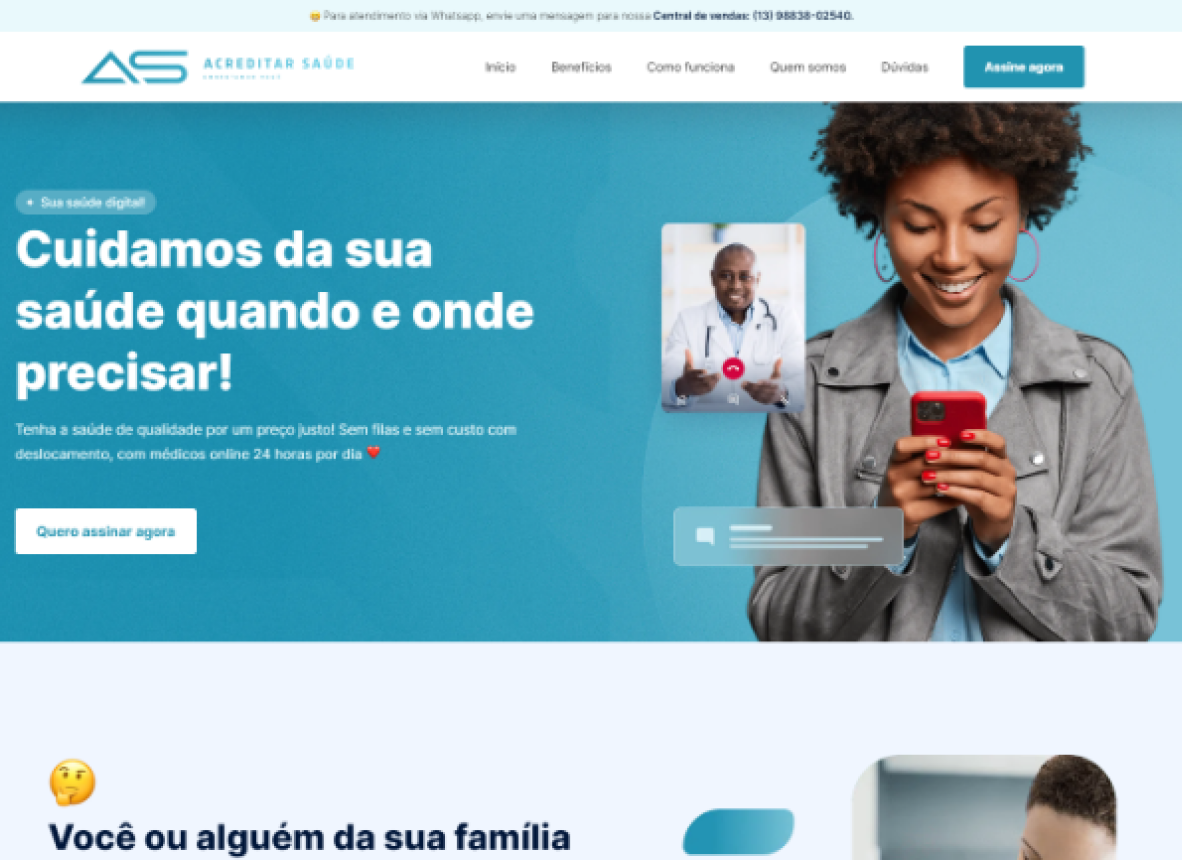 😀 Para atendimento via Whatsapp, envie uma mensagem para nossa Central de vendas: (13) 98838-02540.
AS ACREDITAR SAÚDE
Início Benefícios Como funciona Quem somos Dúvidas Assine agora
Sua saúde digital!
Cuidamos da sua
saúde quando e onde
precisar!
Tenha a saúde de qualidade por um preço justo! Sem filas e sem custo com
deslocamento, com médicos online 24 horas por dia ❤️
Quero assinar agora
🤔
Você ou alguém da sua família